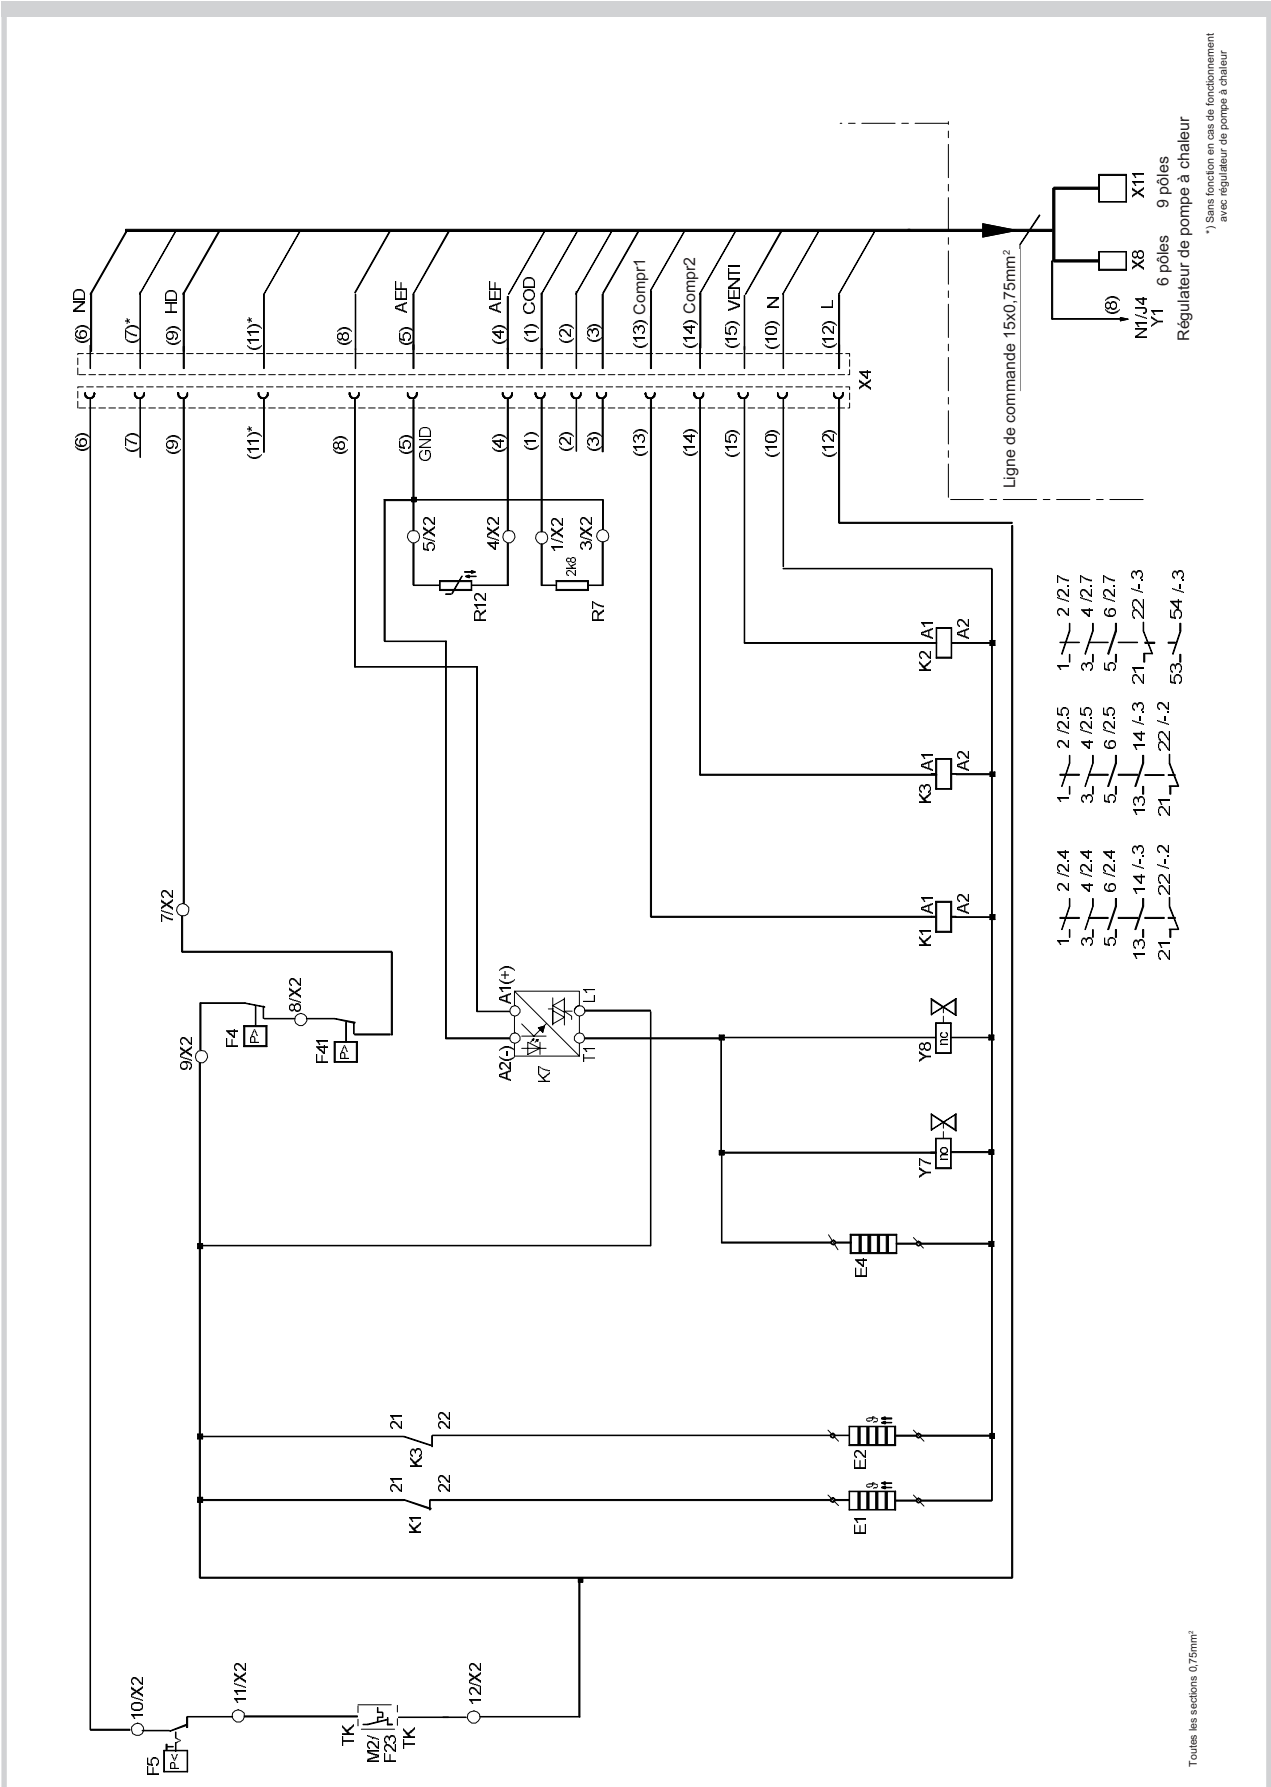 (6) ND
(7)*
(9) HD
(11)*
(8)
(5) AEF
(4) AEF
(1) COD
(2)
(3)
(13) Compr1
(14) Compr2
(15) VENTI
(10) N
(12) L
X4
(6)
(7)
(9)
(11)*
(8)
(5)
GND
(4)
(1)
(2)
(3)
(13)
(14)
(15)
(10)
(12)
Ligne de commande 15x0,75mm²
X11
9 pôles
X8
6 pôles
(8)
N1/J4
Y1
Régulateur de pompe à chaleur
*) Sans fonction en cas de fonctionnement
avec régulateur de pompe à chaleur
5/X2
4/X2
1/X2
3/X2
R12
2k8
R7
7/X2
8/X2
9/X2
F4
P>
F41
P>
A1(+)
A2(-)
L1
T1
K7
K2
A1
A2
K3
A1
A2
K1
A1
A2
Y8
nc
Y7
no
E4
K3
21
22
K1
21
22
E2
ϑ
E1
ϑ
10/X2
F5
P<
11/X2
TK
M2/
F23
TK
12/X2
1 2 /2.7
3 4 /2.7
5 6 /2.7
21 22 /-.3
53 54 /-.3
1 2 /2.5
3 4 /2.5
5 6 /2.5
13 14 /-.3
21 22 /-.2
1 2 /2.4
3 4 /2.4
5 6 /2.4
13 14 /-.3
21 22 /-.2
Toutes les sections 0,75mm²